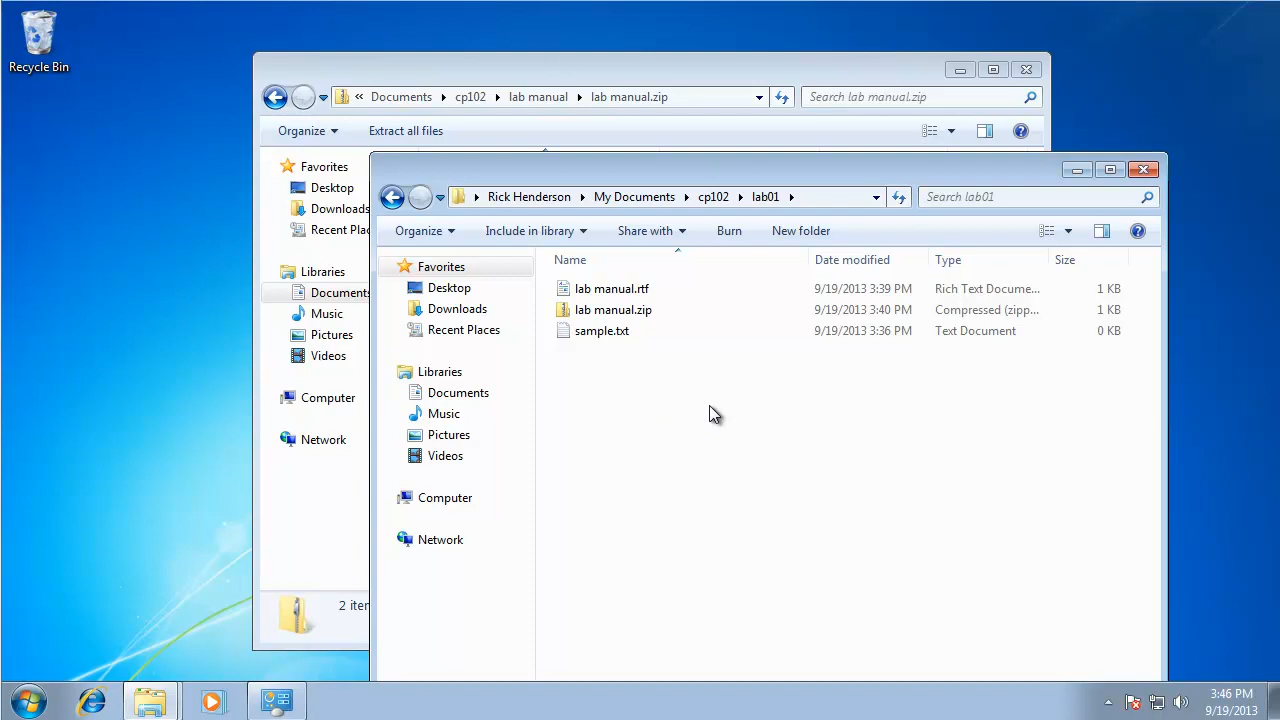 Recycle Bin
« Documents cp102 lab manual lab manual.zip
Search lab manual.zip
Organize Extract all files
Favorites
Desktop
Downloads
Recent Plac
Libraries
Documents
Music
Pictures
Videos
Computer
Network
2 iten
Rick Henderson My Documents cp102 lab01
Search lab01
Organize Include in library Share with Burn New folder
Name Date modified Type Size
lab manual.rtf 9/19/2013 3:39 PM Rich Text Docume... 1 KB
lab manual.zip 9/19/2013 3:40 PM Compressed (zipp... 1 KB
sample.txt 9/19/2013 3:36 PM Text Document 0 KB
Favorites
Desktop
Downloads
Recent Places
Libraries
Documents
Music
Pictures
Videos
Computer
Network
3:46 PM
9/19/2013